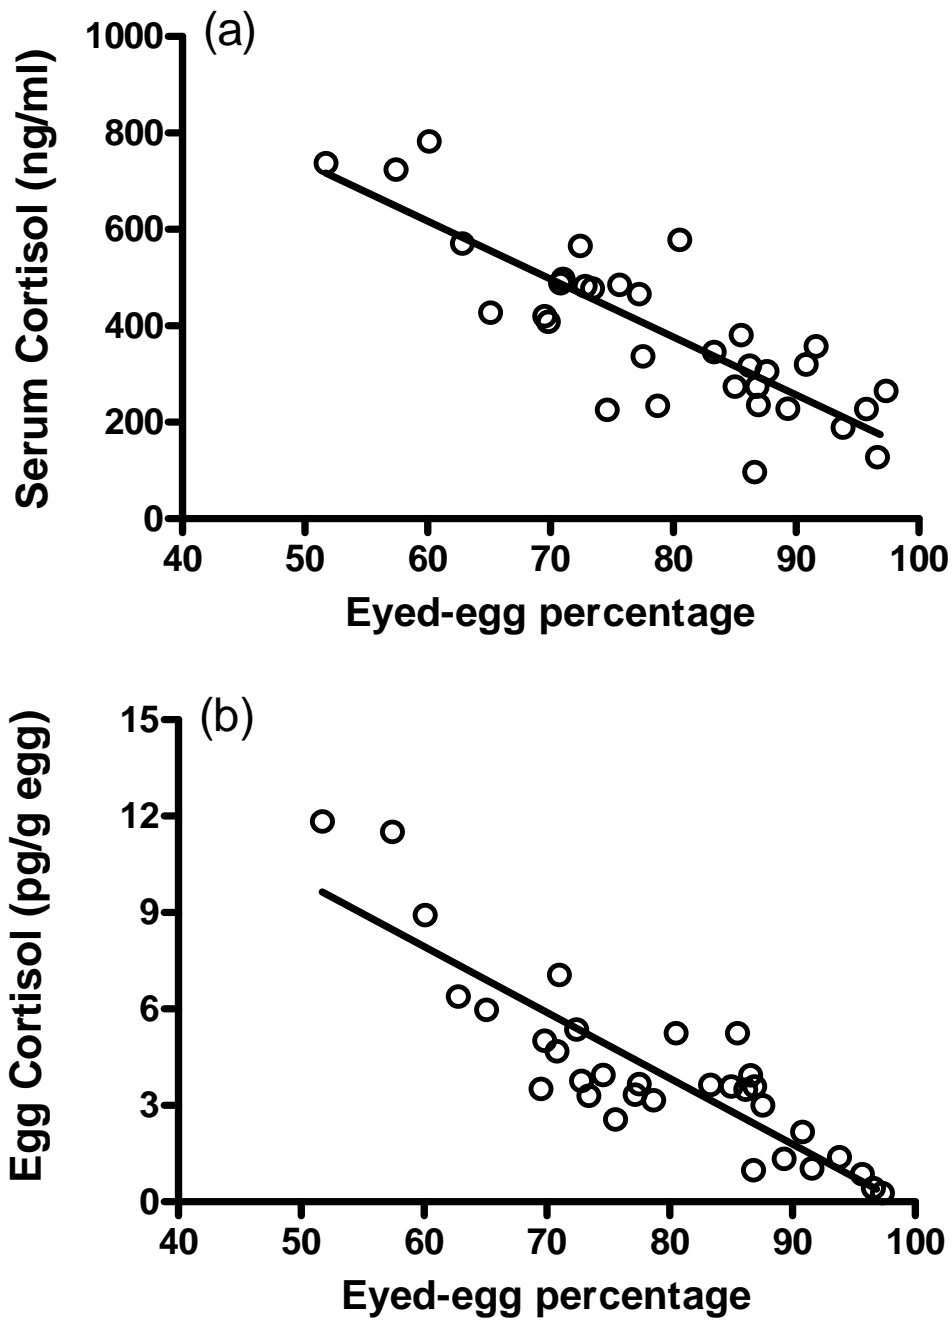 (a)
Serum Cortisol (ng/ml)
1000
800
600
400
200
0
40 50 60 70 80 90 100
Eyed-egg percentage
(b)
Egg Cortisol (pg/g egg)
15
12
9
6
3
0
40 50 60 70 80 90 100
Eyed-egg percentage